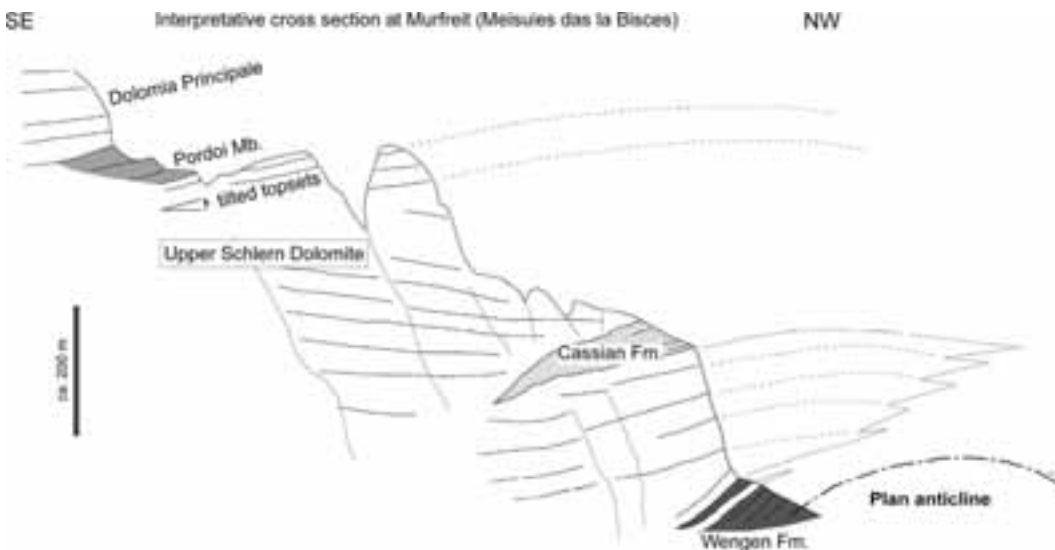 SE
Interpretative cross section at Murfreit (Meisules das la Bisces)
NW
Dolomia Principale
Pordoi Mb.
tilted topsets
Upper Schlern Dolomite
ca. 200 m
Cassian Fm.
Plan anticline
Wengen Fm.